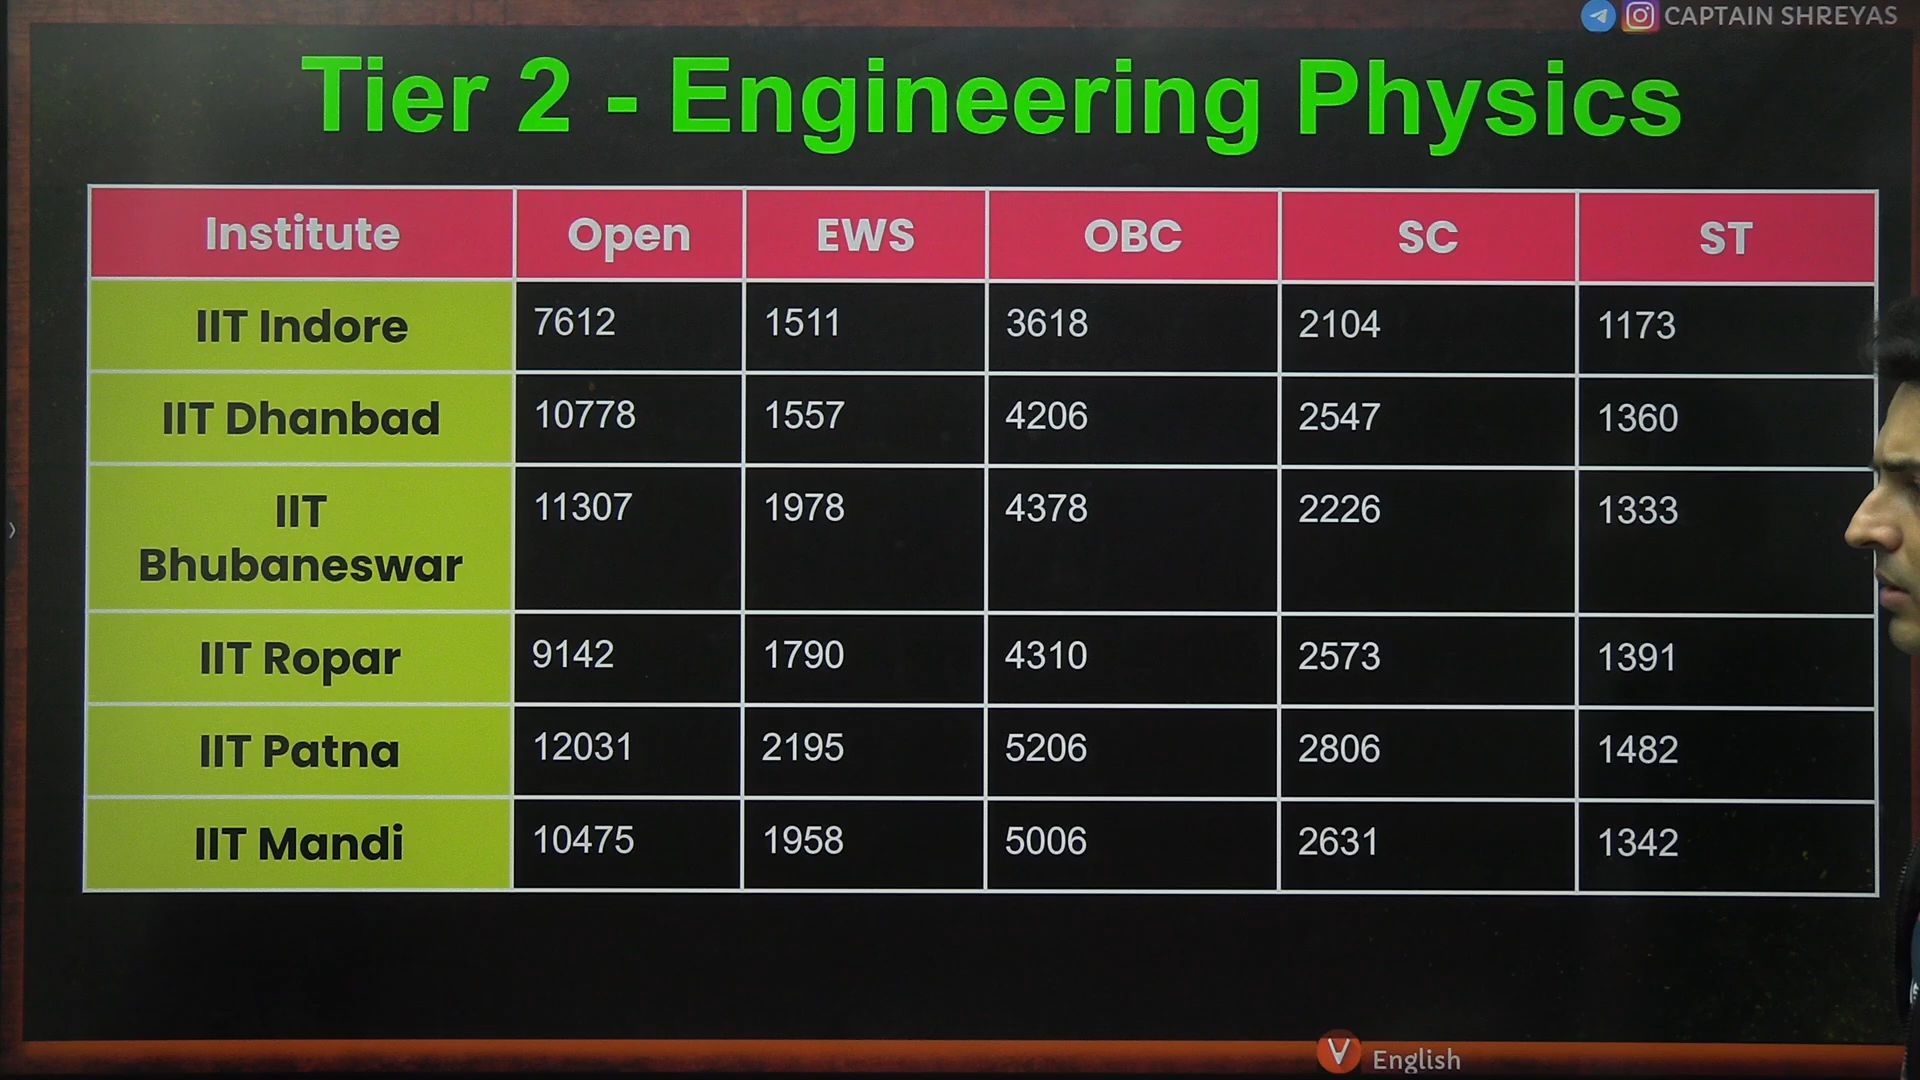 CAPTAIN SHREYAS
Tier 2 - Engineering Physics
Institute Open EWS OBC SC ST
IIT Indore 7612 1511 3618 2104 1173
IIT Dhanbad 10778 1557 4206 2547 1360
IIT Bhubaneswar 11307 1978 4378 2226 1333
IIT Ropar 9142 1790 4310 2573 1391
IIT Patna 12031 2195 5206 2806 1482
IIT Mandi 10475 1958 5006 2631 1342
V English